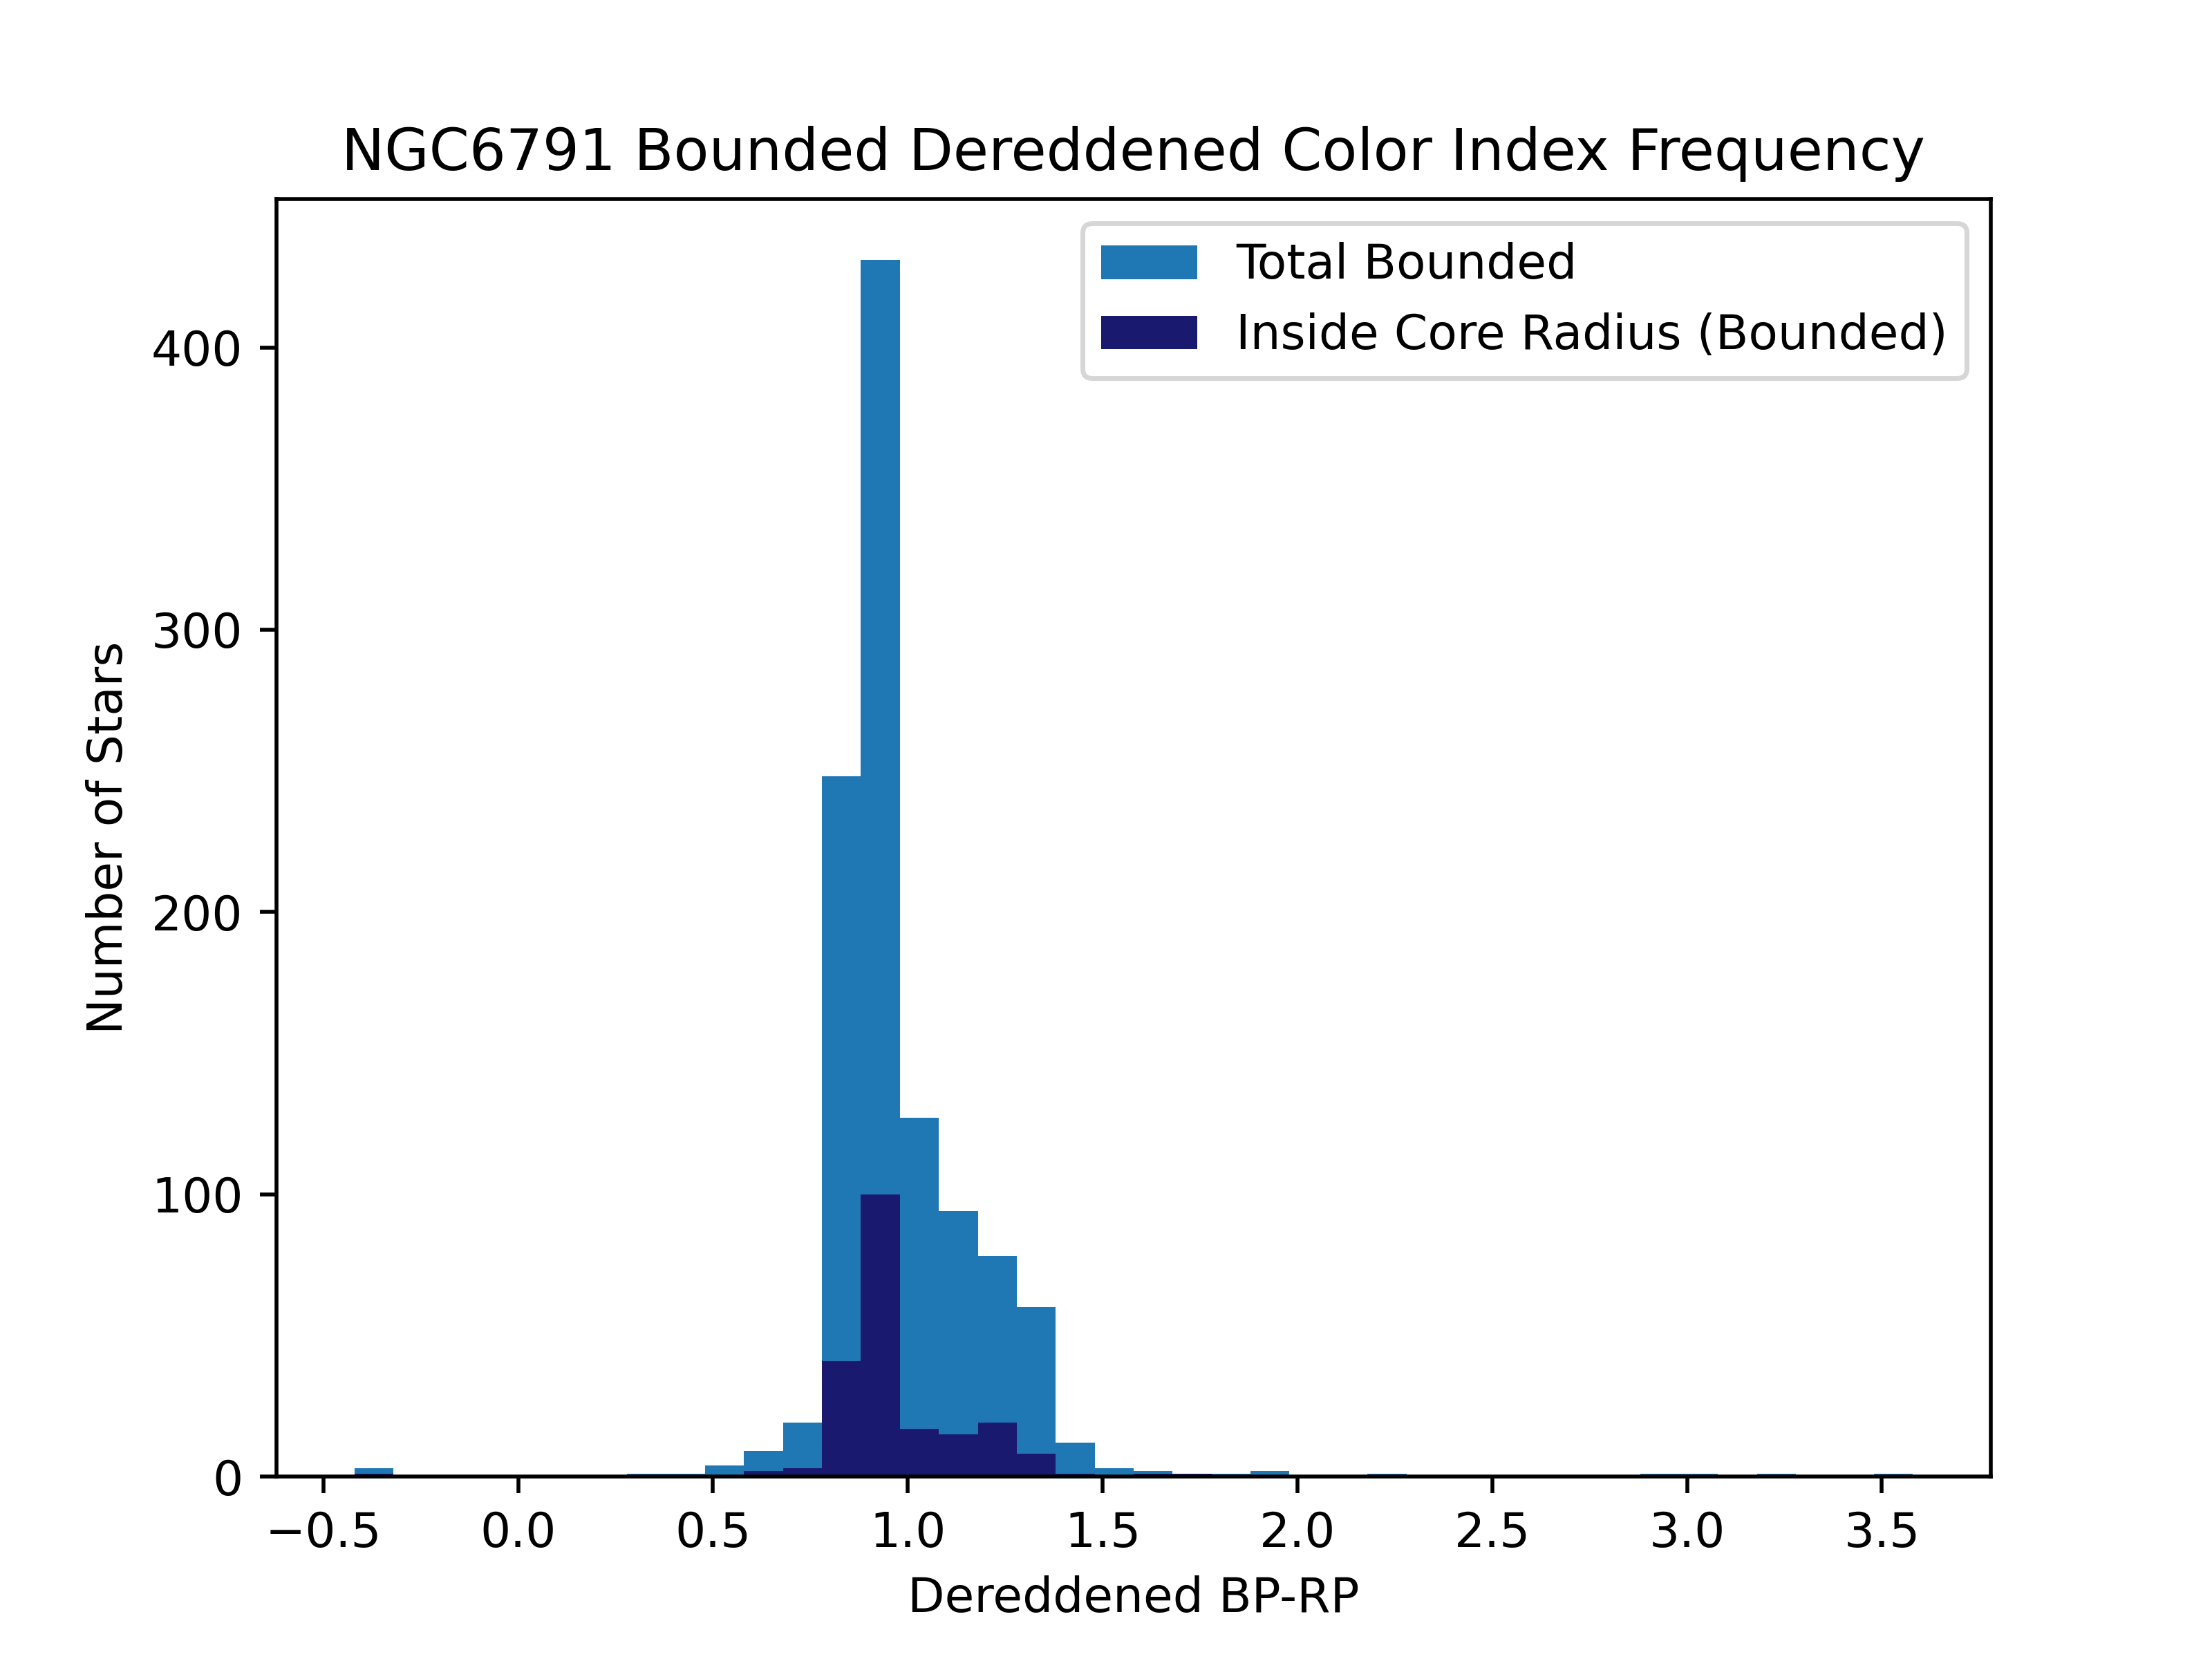 NGC6791 Bounded Dereddened Color Index Frequency
Total Bounded
Inside Core Radius (Bounded)
Number of Stars
400
300
200
100
0
−0.5 0.0 0.5 1.0 1.5 2.0 2.5 3.0 3.5
Dereddened BP-RP